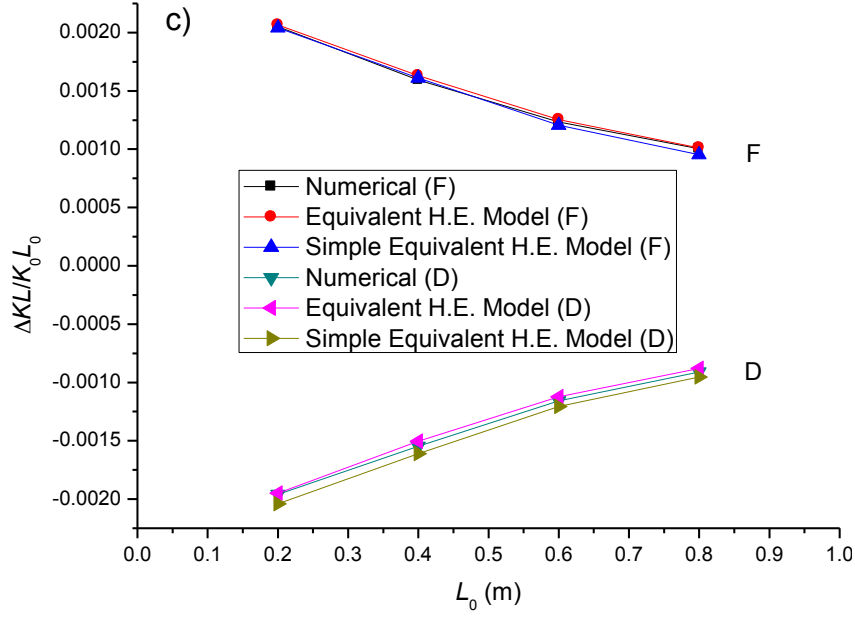 c)
0.0020
0.0015
0.0010
0.0005
0.0000
-0.0005
-0.0010
-0.0015
-0.0020
ΔKL/K₀L₀
F
Numerical (F)
Equivalent H.E. Model (F)
Simple Equivalent H.E. Model (F)
Numerical (D)
Equivalent H.E. Model (D)
Simple Equivalent H.E. Model (D)
D
0.0 0.1 0.2 0.3 0.4 0.5 0.6 0.7 0.8 0.9 1.0
L₀ (m)